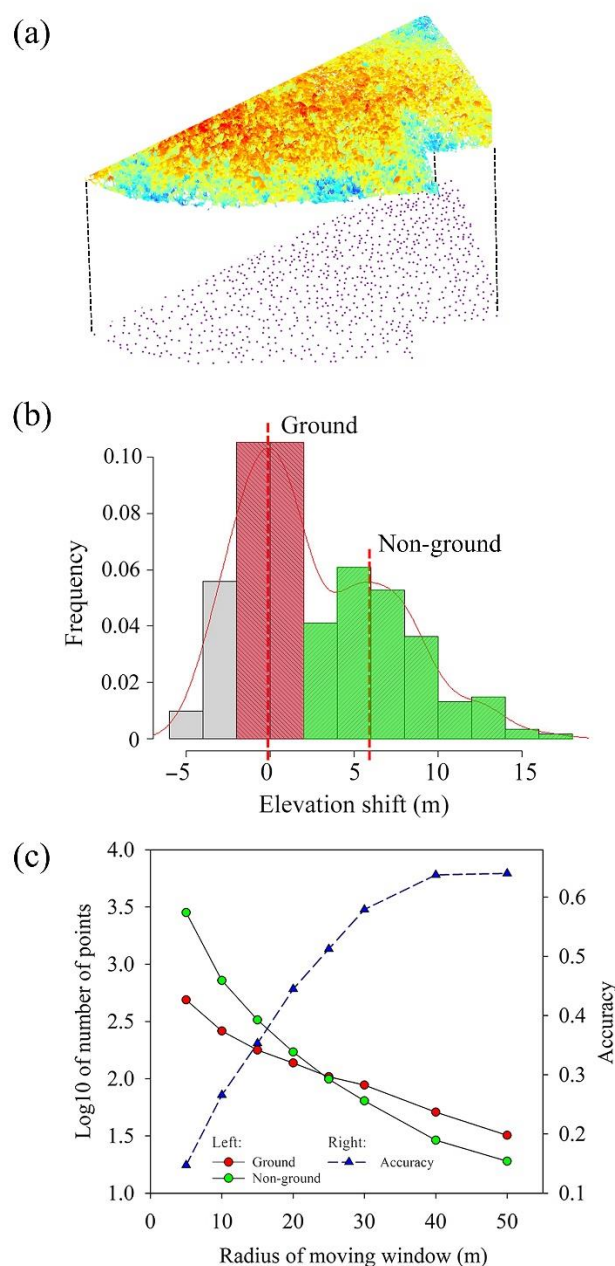 (a)
(b)
Ground
Non-ground
Frequency
0.10
0.08
0.06
0.04
0.02
0
−5
0
5
10
15
Elevation shift (m)
(c)
Log10 of number of points
4.0
3.5
3.0
2.5
2.0
1.5
1.0
Left:
Ground
Non-ground
Right:
Accuracy
0.6
0.5
0.4
0.3
0.2
0.1
Accuracy
0
10
20
30
40
50
Radius of moving window (m)